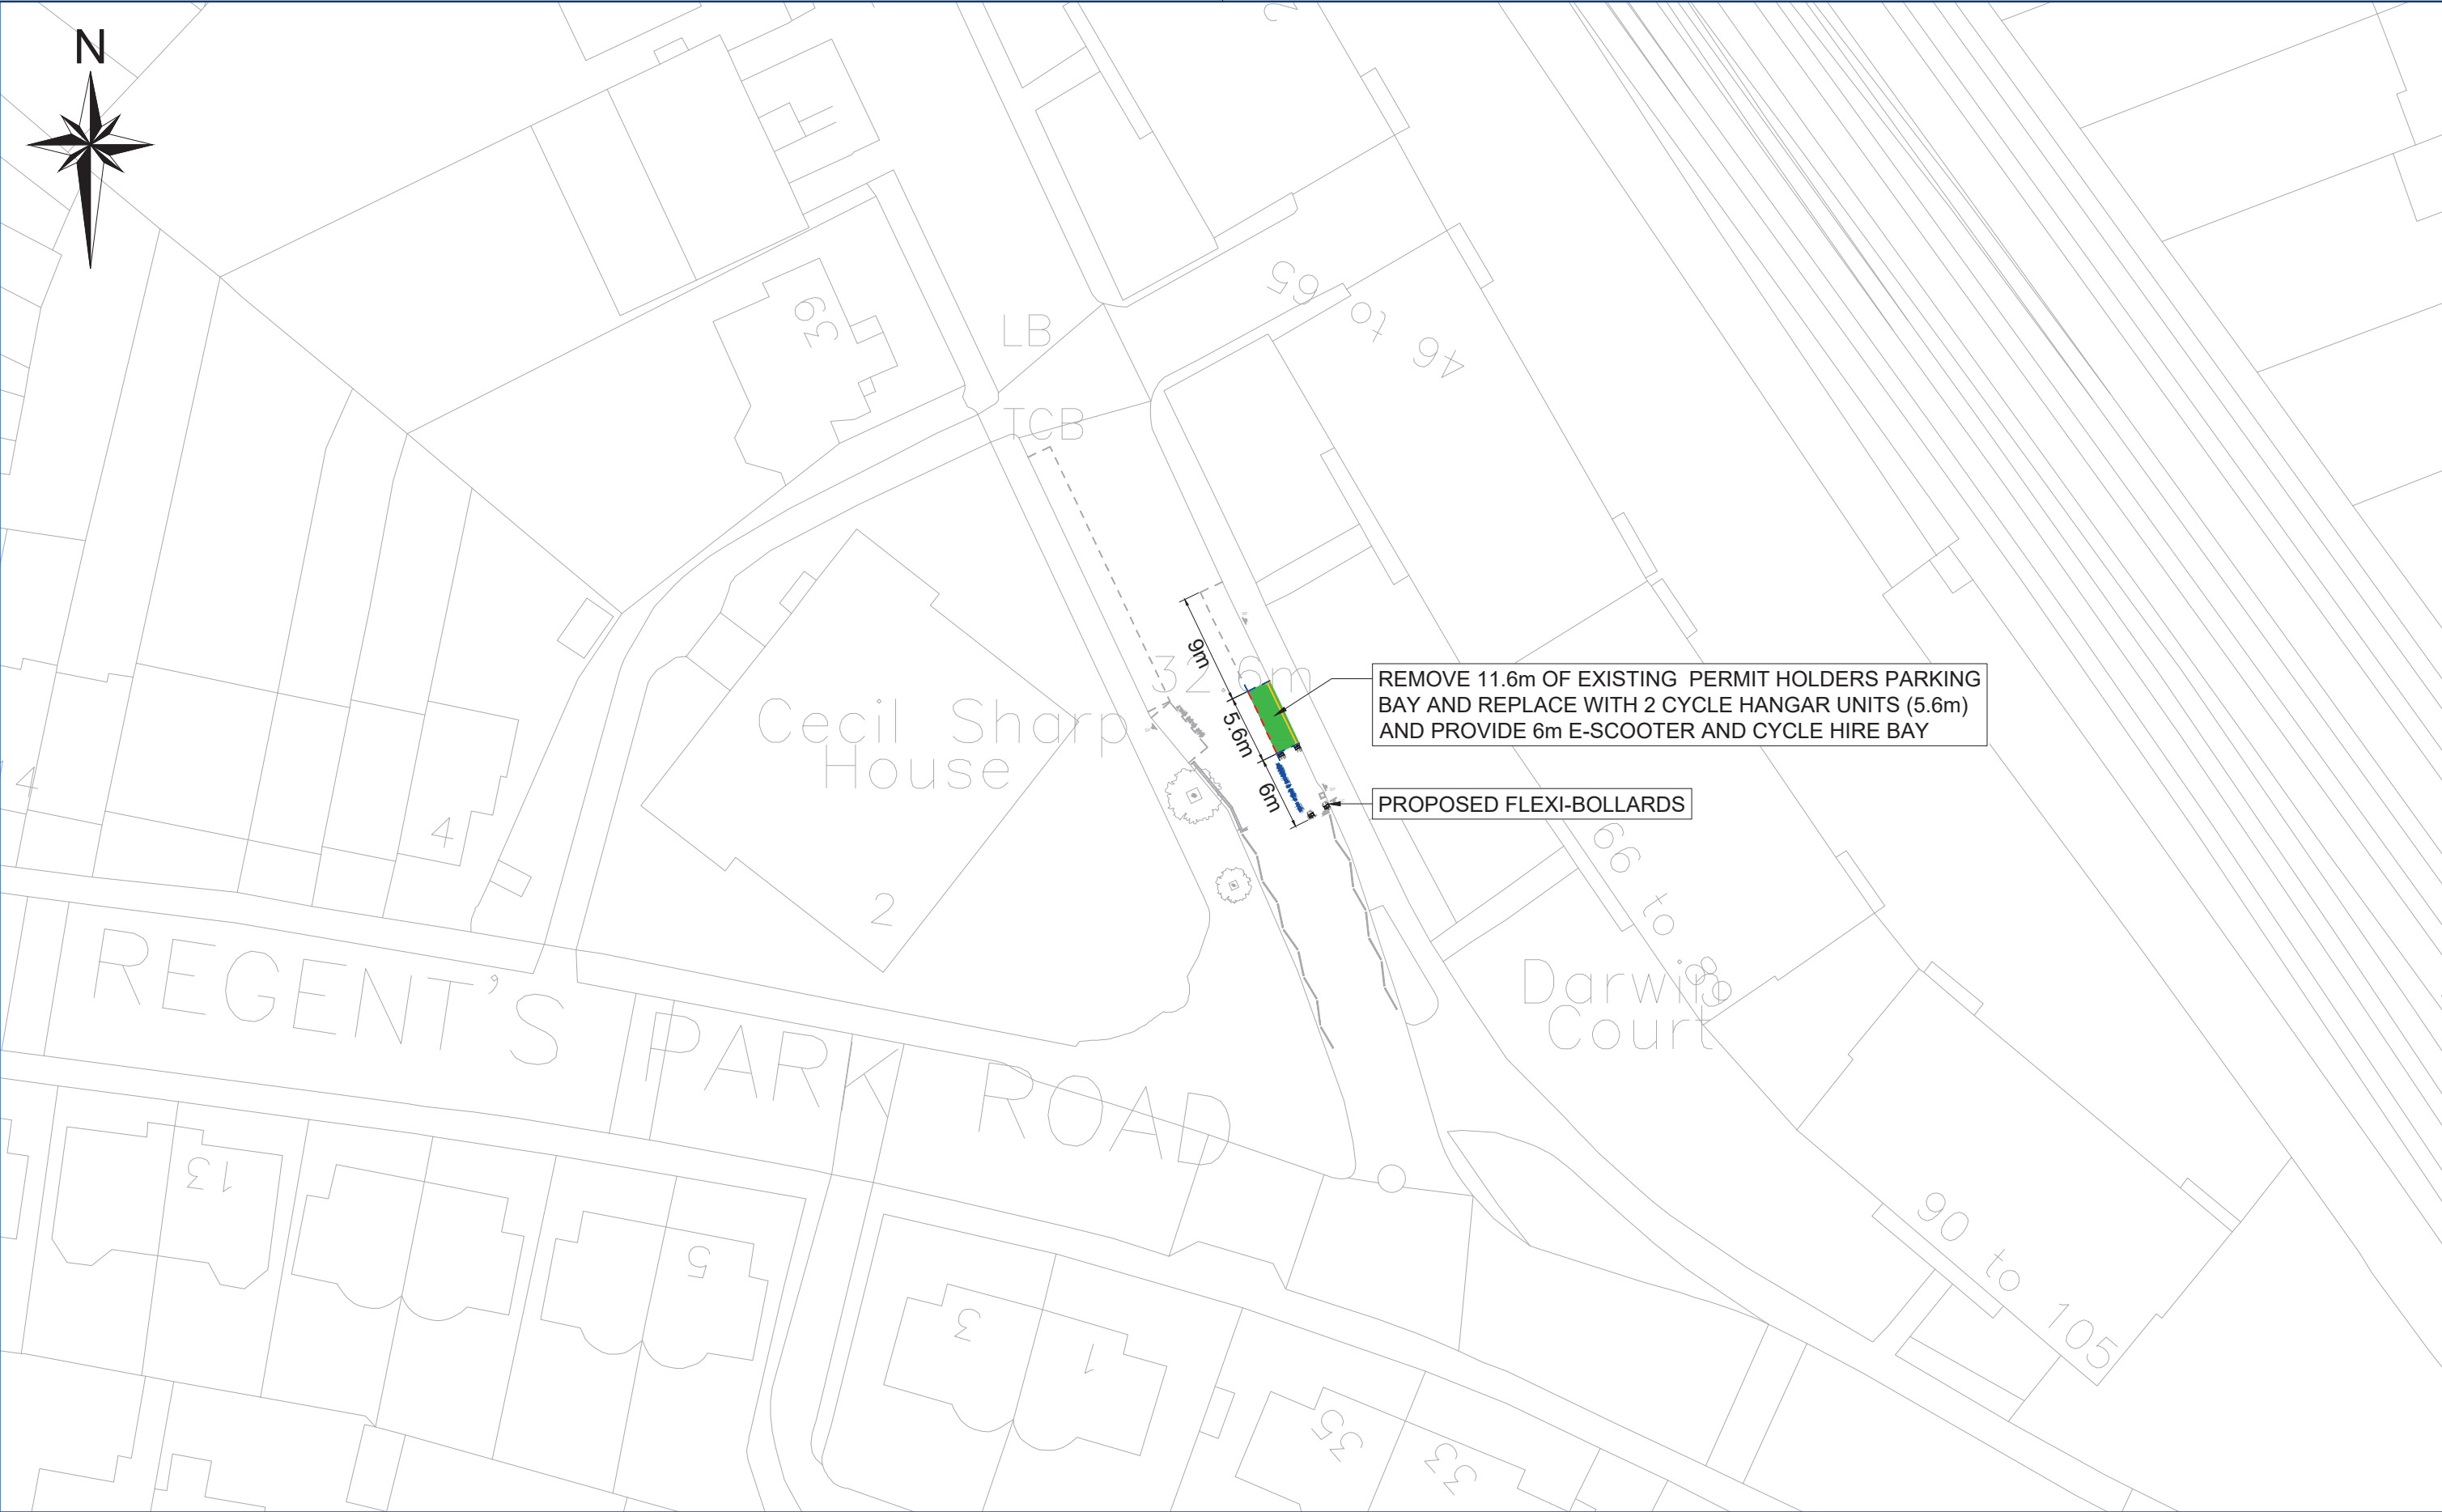 N
63
LB
TCB
46 to 65
32.6m
9m
5.6m
6m
REMOVE 11.6m OF EXISTING PERMIT HOLDERS PARKING
BAY AND REPLACE WITH 2 CYCLE HANGAR UNITS (5.6m)
AND PROVIDE 6m E-SCOOTER AND CYCLE HIRE BAY
PROPOSED FLEXI-BOLLARDS
Cecil Sharp
House
2
4
4
66 to 89
Darwin
Court
REGENT'S PARK ROAD
13
5
3
1
35
33
90 to 105